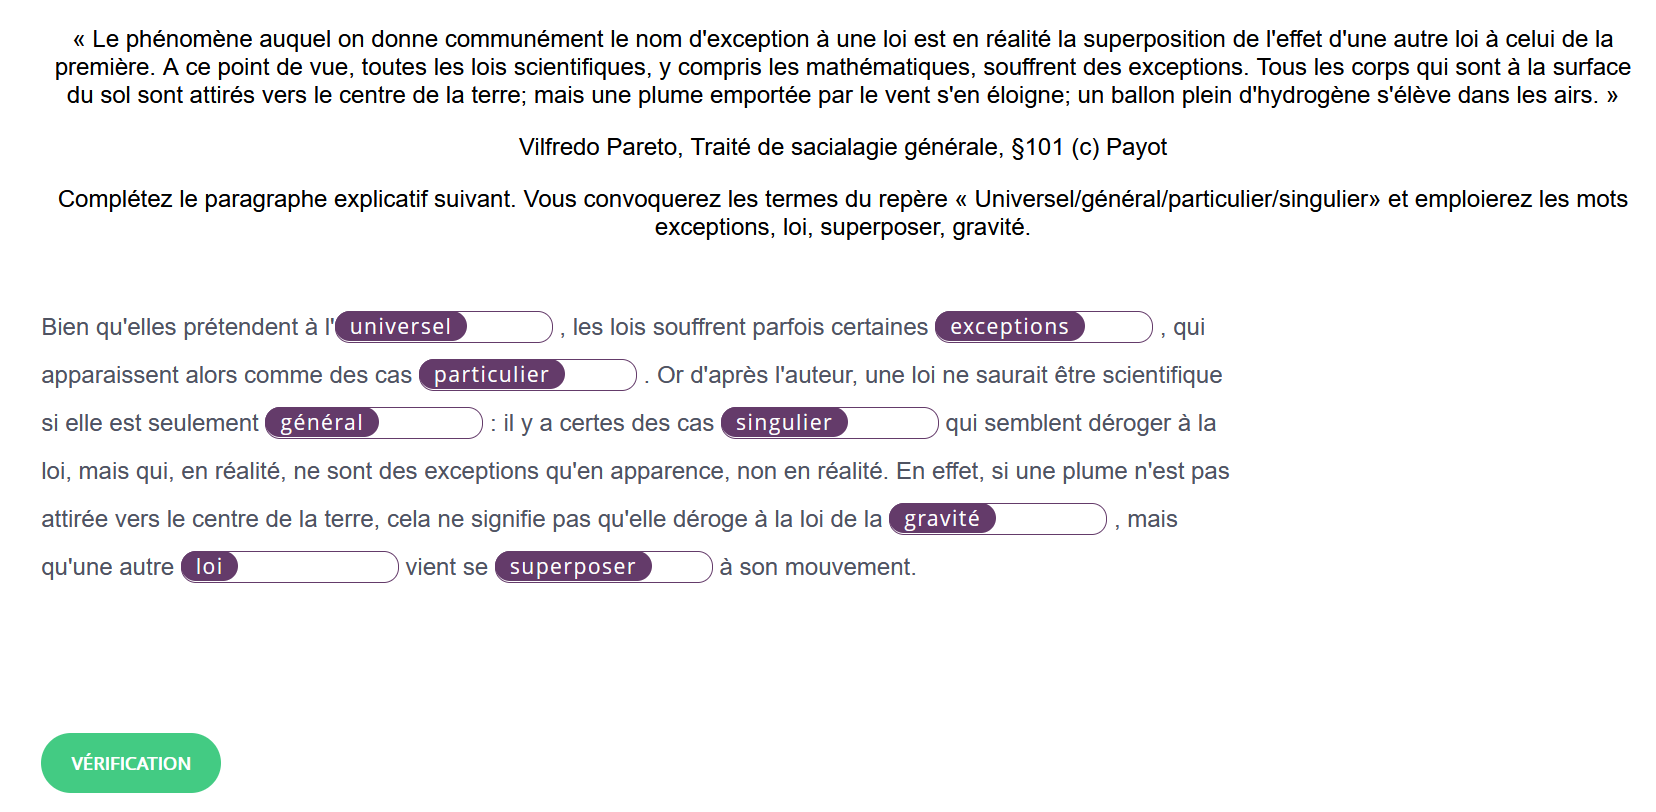 « Le phénomène auquel on donne communément le nom d'exception à une loi est en réalité la superposition de l'effet d'une autre loi à celui de la
première. A ce point de vue, toutes les lois scientifiques, y compris les mathématiques, souffrent des exceptions. Tous les corps qui sont à la surface
du sol sont attirés vers le centre de la terre; mais une plume emportée par le vent s'en éloigne; un ballon plein d'hydrogène s'élève dans les airs. »
Vilfredo Pareto, Traité de sacialagie générale, §101 (c) Payot
Complétez le paragraphe explicatif suivant. Vous convoquerez les termes du repère « Universel/général/particulier/singulier» et emploierez les mots
exceptions, loi, superposer, gravité.
Bien qu'elles prétendent à l'universel , les lois souffrent parfois certaines exceptions , qui
apparaissent alors comme des cas particulier . Or d'après l'auteur, une loi ne saurait être scientifique
si elle est seulement général : il y a certes des cas singulier qui semblent déroger à la
loi, mais qui, en réalité, ne sont des exceptions qu'en apparence, non en réalité. En effet, si une plume n'est pas
attirée vers le centre de la terre, cela ne signifie pas qu'elle déroge à la loi de la gravité , mais
qu'une autre loi vient se superposer à son mouvement.
VÉRIFICATION